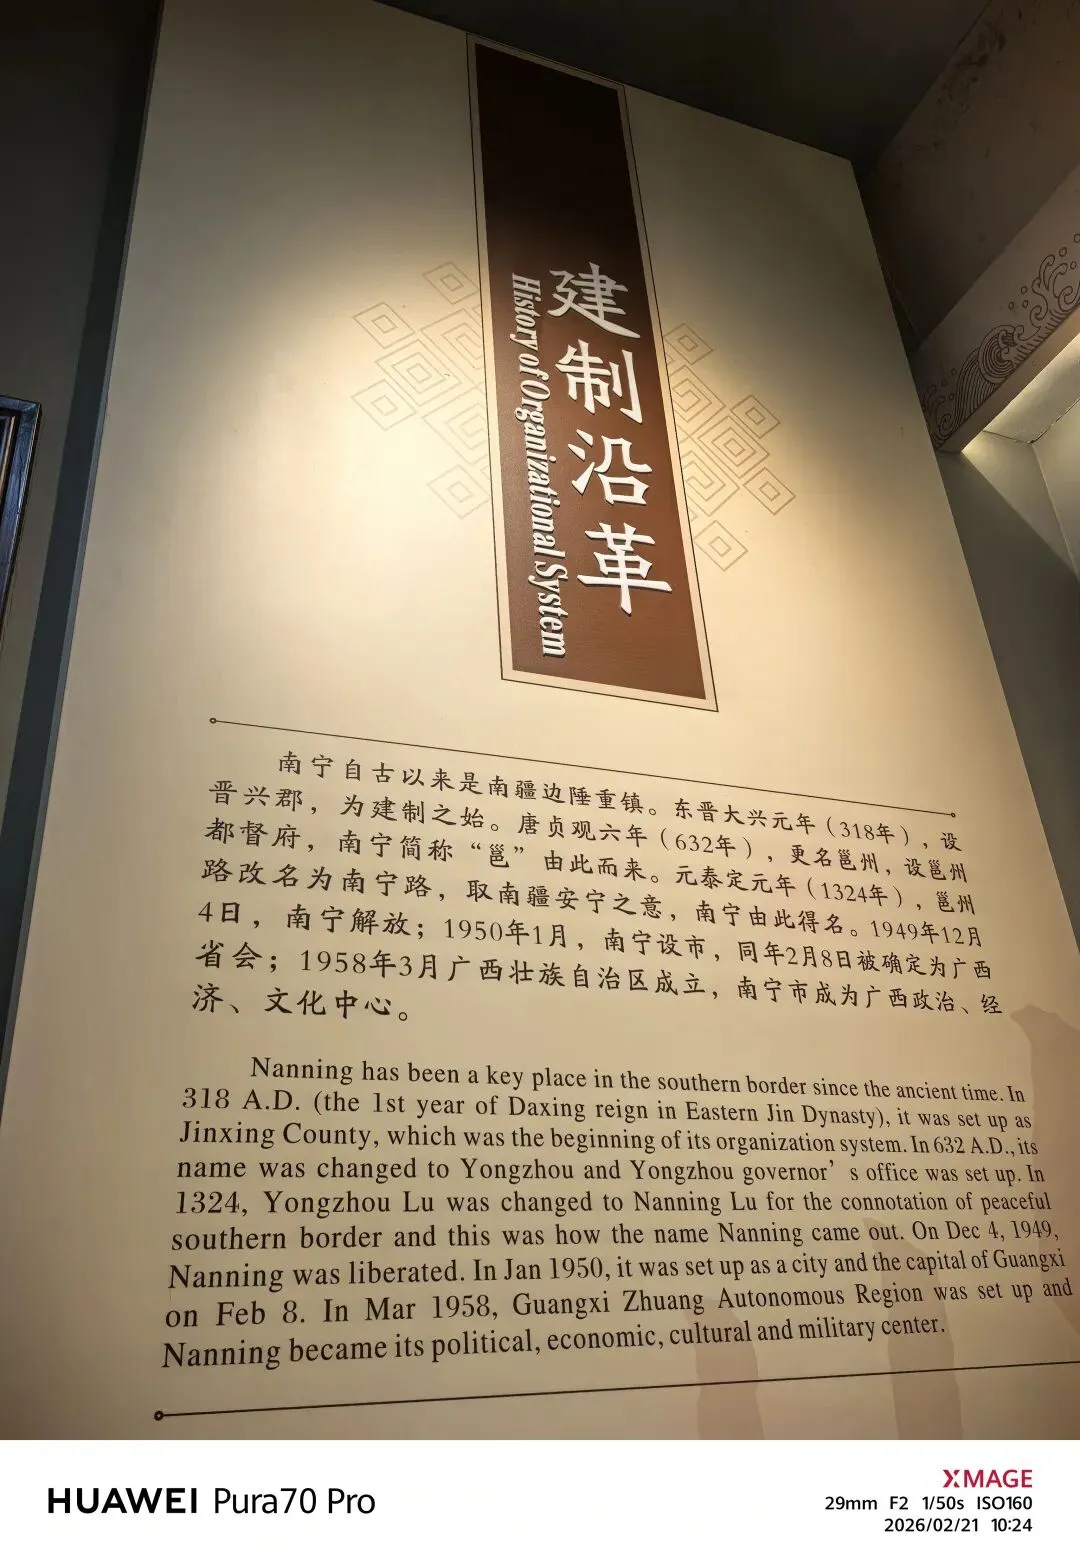 建制沿革
History of Organizational System
南宁自古以来是南疆边陲重镇。东晋大兴元年（318年），设
晋兴郡，为建制之始。唐贞观六年（632年），更名邕州，设邕州
都督府，南宁简称“邕”由此而来。元泰定元年（1324年），邕州
路改名为南宁路，取南疆安宁之意，南宁由此得名。1949年12月
4日，南宁解放；1950年1月，南宁设市，同年2月8日被确定为广西
省会；1958年3月广西壮族自治区成立，南宁市成为广西政治、经
济、文化中心。
Nanning has been a key place in the southern border since the ancient time. In
318 A.D. (the 1st year of Daxing reign in Eastern Jin Dynasty), it was set up as
Jinxing County, which was the beginning of its organization system. In 632 A.D., its
name was changed to Yongzhou and Yongzhou governor’s office was set up. In
1324, Yongzhou Lu was changed to Nanning Lu for the connotation of peaceful
southern border and this was how the name Nanning came out. On Dec 4, 1949,
Nanning was liberated. In Jan 1950, it was set up as a city and the capital of Guangxi
on Feb 8. In Mar 1958, Guangxi Zhuang Autonomous Region was set up and
Nanning became its political, economic, cultural and military center.
HUAWEI Pura70 Pro
XMAGE
29mm F2 1/50s ISO160
2026/02/21 10:24